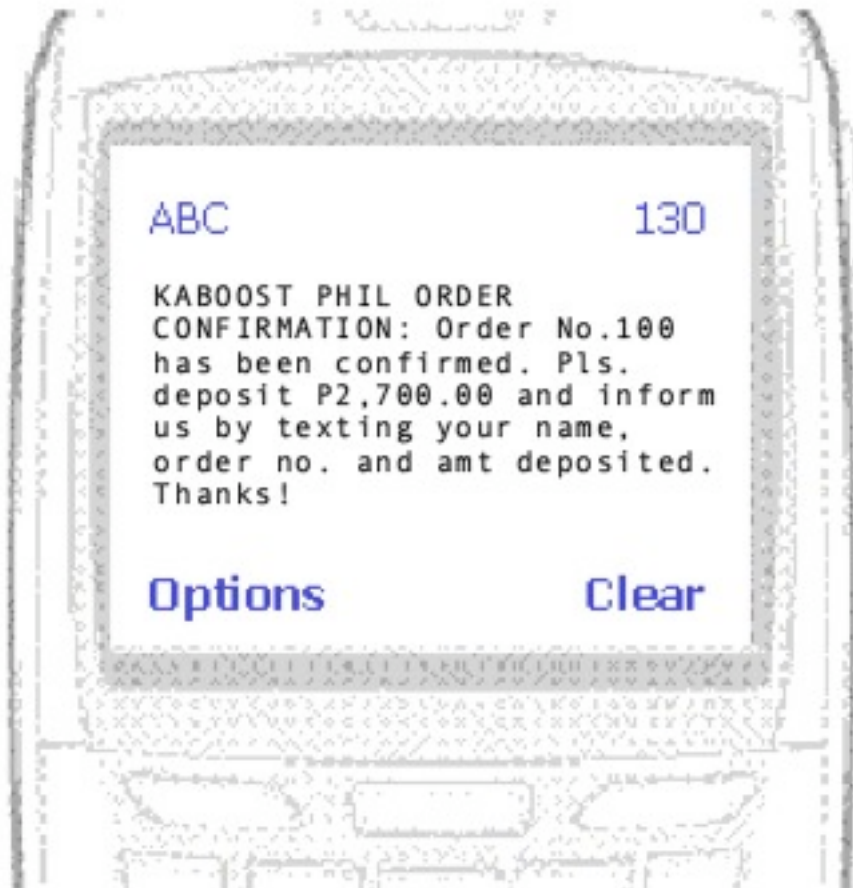 ABC 130
KABOOST PHIL ORDER
CONFIRMATION: Order No.100
has been confirmed. Pls.
deposit P2,700.00 and inform
us by texting your name,
order no. and amt deposited.
Thanks!
Options Clear